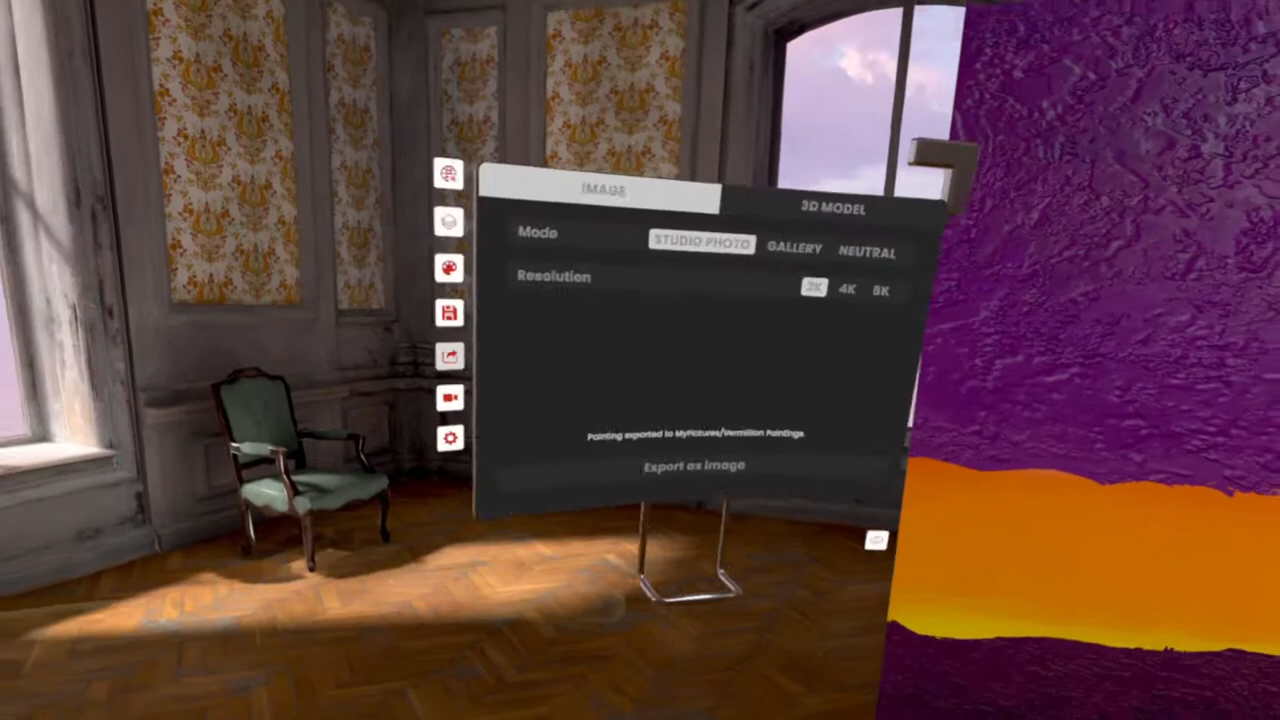 IMAGE
3D MODEL
Mode
STUDIO PHOTO GALLERY NEUTRAL
Resolution
2K 4K 8K
Painting exported to MyPictures/Vermillion Paintings.
Export as image